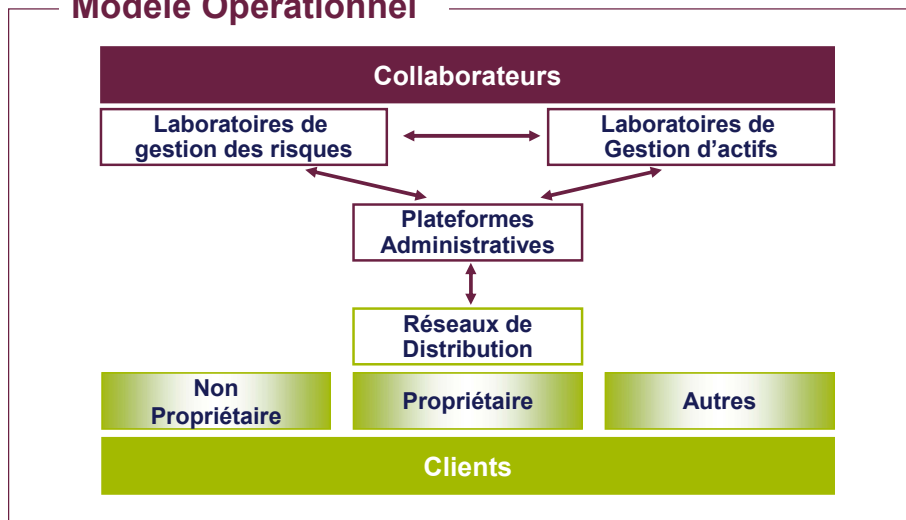 Modèle Opérationnel
Collaborateurs
Laboratoires de
gestion des risques
Laboratoires de
Gestion d’actifs
Plateformes
Administratives
Réseaux de
Distribution
Non
Propriétaire
Propriétaire
Autres
Clients